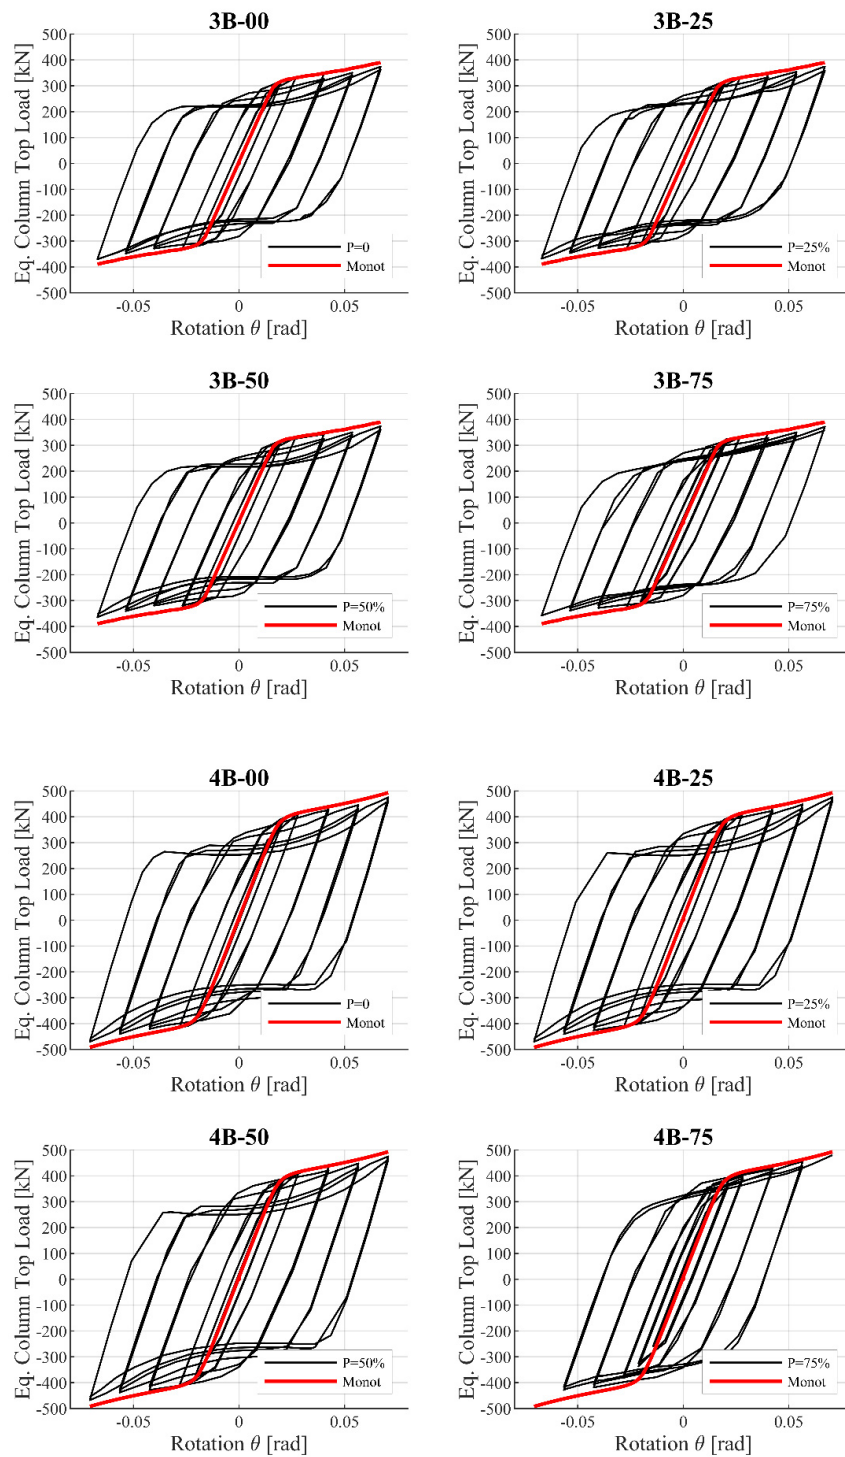 3B-00
Eq. Column Top Load [kN]
500
400
300
200
100
0
-100
-200
-300
-400
-500
P=0
Monot
-0.05
0
0.05
Rotation θ [rad]
3B-25
Eq. Column Top Load [kN]
500
400
300
200
100
0
-100
-200
-300
-400
-500
P=25%
Monot
-0.05
0
0.05
Rotation θ [rad]
3B-50
Eq. Column Top Load [kN]
500
400
300
200
100
0
-100
-200
-300
-400
-500
P=50%
Monot
-0.05
0
0.05
Rotation θ [rad]
3B-75
Eq. Column Top Load [kN]
500
400
300
200
100
0
-100
-200
-300
-400
-500
P=75%
Monot
-0.05
0
0.05
Rotation θ [rad]
4B-00
Eq. Column Top Load [kN]
500
400
300
200
100
0
-100
-200
-300
-400
-500
P=0
Monot
-0.05
0
0.05
Rotation θ [rad]
4B-25
Eq. Column Top Load [kN]
500
400
300
200
100
0
-100
-200
-300
-400
-500
P=25%
Monot
-0.05
0
0.05
Rotation θ [rad]
4B-50
Eq. Column Top Load [kN]
500
400
300
200
100
0
-100
-200
-300
-400
-500
P=50%
Monot
-0.05
0
0.05
Rotation θ [rad]
4B-75
Eq. Column Top Load [kN]
500
400
300
200
100
0
-100
-200
-300
-400
-500
P=75%
Monot
-0.05
0
0.05
Rotation θ [rad]